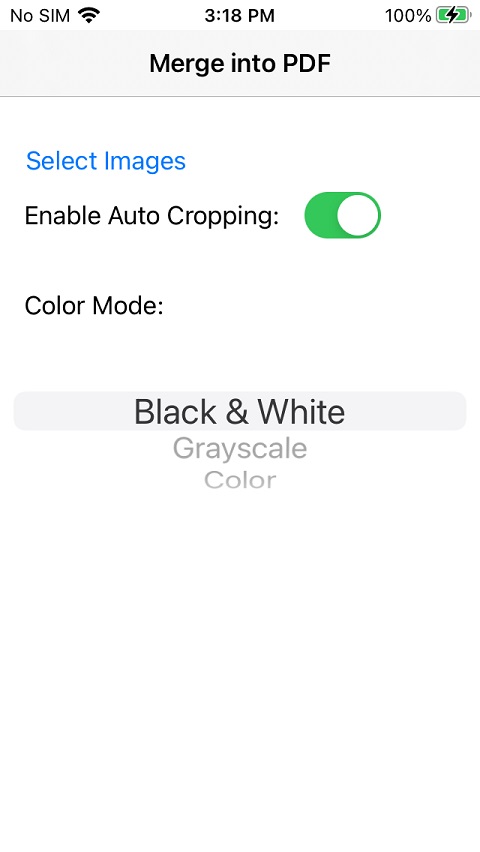 No SIM 3:18 PM 100%
Merge into PDF
Select Images
Enable Auto Cropping:
Color Mode:
Black & White
Grayscale
Color